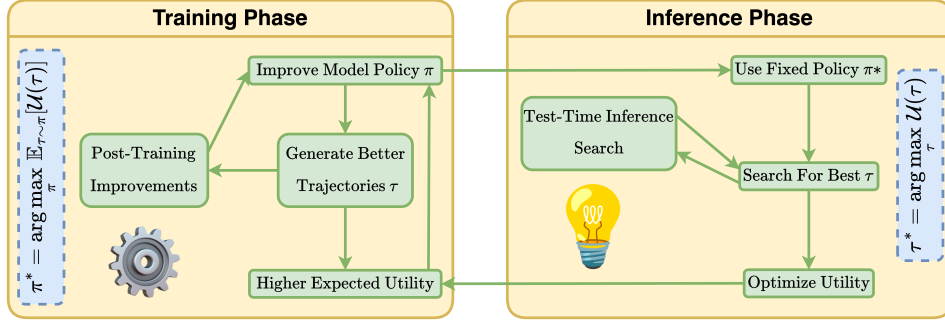 Training Phase
π* = arg max_π 𝔼_{τ∼π}[𝒰(τ)]
Improve Model Policy π
Post-Training
Improvements
Generate Better
Trajectories τ
Higher Expected Utility
Inference Phase
Use Fixed Policy π*
Test-Time Inference
Search
Search For Best τ
Optimize Utility
τ* = arg max_τ 𝒰(τ)